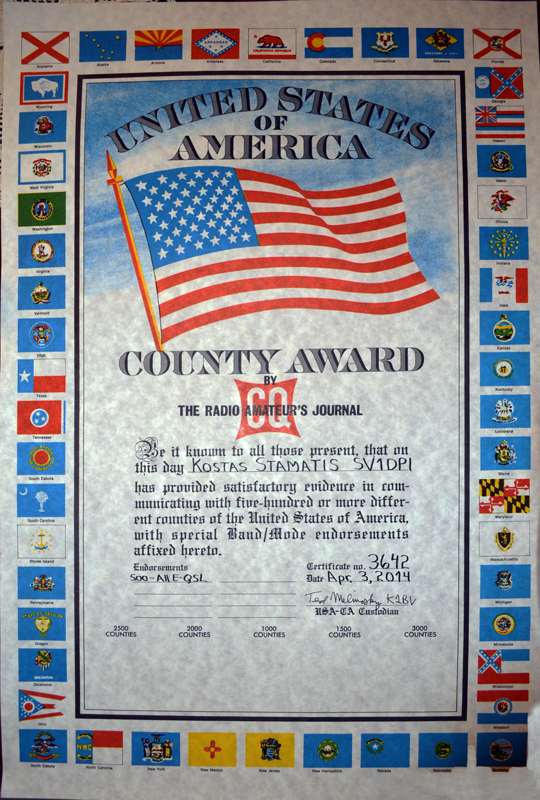 UNITED STATES
OF
AMERICA
COUNTY AWARD
BY
CQ
THE RADIO AMATEUR'S JOURNAL
Be it known to all those present, that on
this day KOSTAS STAMATIS SV1DPI
has provided satisfactory evidence in com-
municating with five-hundred or more differ-
ent counties of the United States of America,
with special Band/Mode endorsements
affixed hereto.
Endorsements
500-All E-QSL
Certificate no. 3642
Date Apr. 3, 2014
Ted Melinosky K1BV
USA-CA Custodian
2500 COUNTIES
2000 COUNTIES
1000 COUNTIES
1500 COUNTIES
3000 COUNTIES
Alabama
Alaska
Arizona
Arkansas
California
Colorado
Connecticut
Delaware
Florida
Georgia
Hawaii
Idaho
Illinois
Indiana
Iowa
Kansas
Kentucky
Louisiana
Maine
Maryland
Massachusetts
Michigan
Minnesota
Mississippi
Missouri
Nebraska
Nevada
New Hampshire
New Jersey
New Mexico
New York
North Carolina
North Dakota
Ohio
Oklahoma
Oregon
Pennsylvania
Rhode Island
South Carolina
South Dakota
Tennessee
Texas
Utah
Vermont
Virginia
Washington
West Virginia
Wisconsin
Wyoming